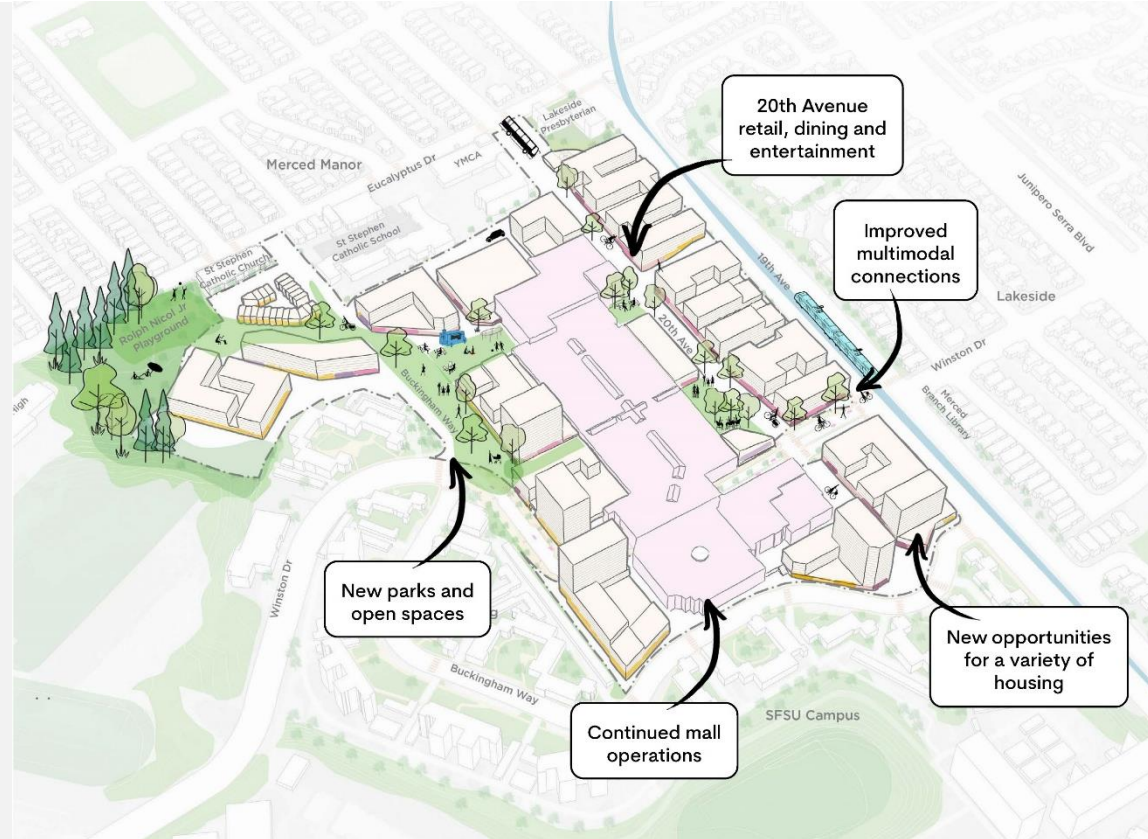 20th Avenue
retail, dining and
entertainment
Lakeside
Presbyterian
Merced Manor
Eucalyptus Dr
YMCA
Junipero Serra Blvd
Improved
multimodal
connections
St Stephen
Catholic School
St Stephen
Catholic Church
19th Ave
Lakeside
Rolph Nicol Jr
Playground
20th Ave
Winston Dr
Buckingham Way
Merced
Branch Library
New parks and
open spaces
Winston Dr
New opportunities
for a variety of
housing
Buckingham Way
Continued mall
operations
SFSU Campus